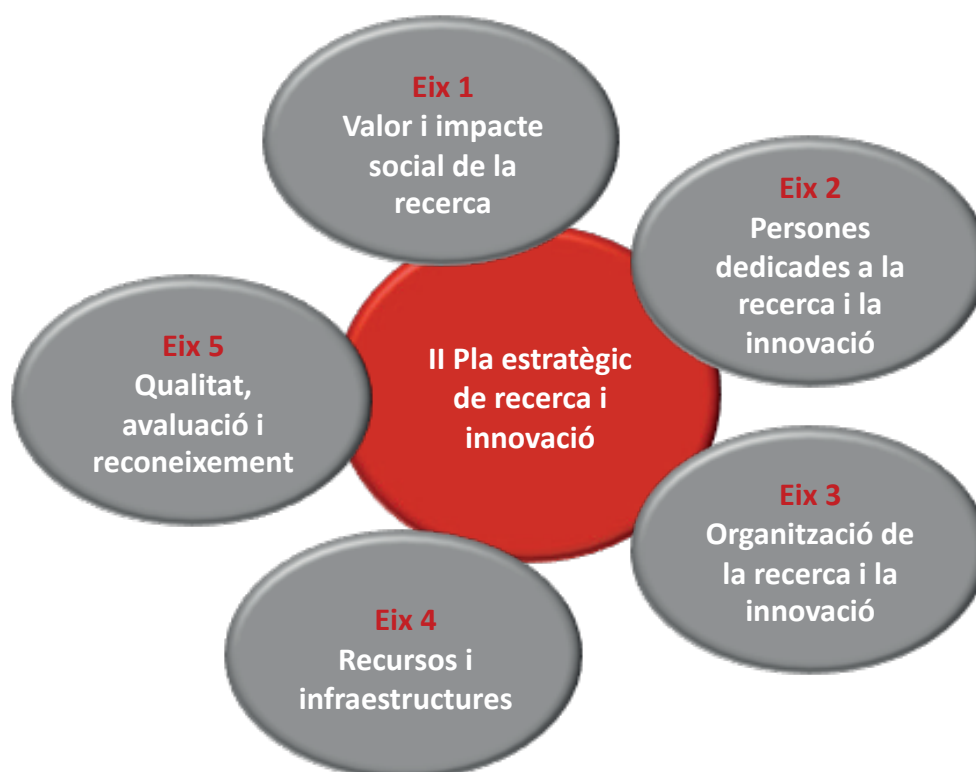 Eix 1
Valor i impacte
social de la
recerca
Eix 2
Persones
dedicades a la
recerca i la
innovació
II Pla estratègic
de recerca i
innovació
Eix 5
Qualitat,
avaluació i
reconeixement
Eix 3
Organització de
la recerca i la
innovació
Eix 4
Recursos i
infraestructures